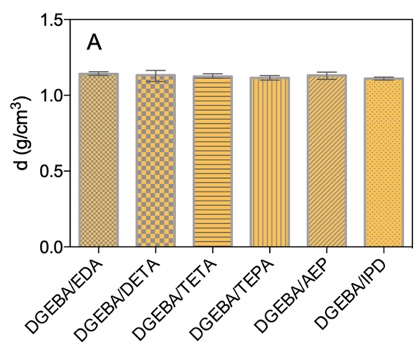 A
d (g/cm³)
1.5
1.0
0.5
0.0
DGEBA/EDA
DGEBA/DETA
DGEBA/TETA
DGEBA/TEPA
DGEBA/AEP
DGEBA/IPD